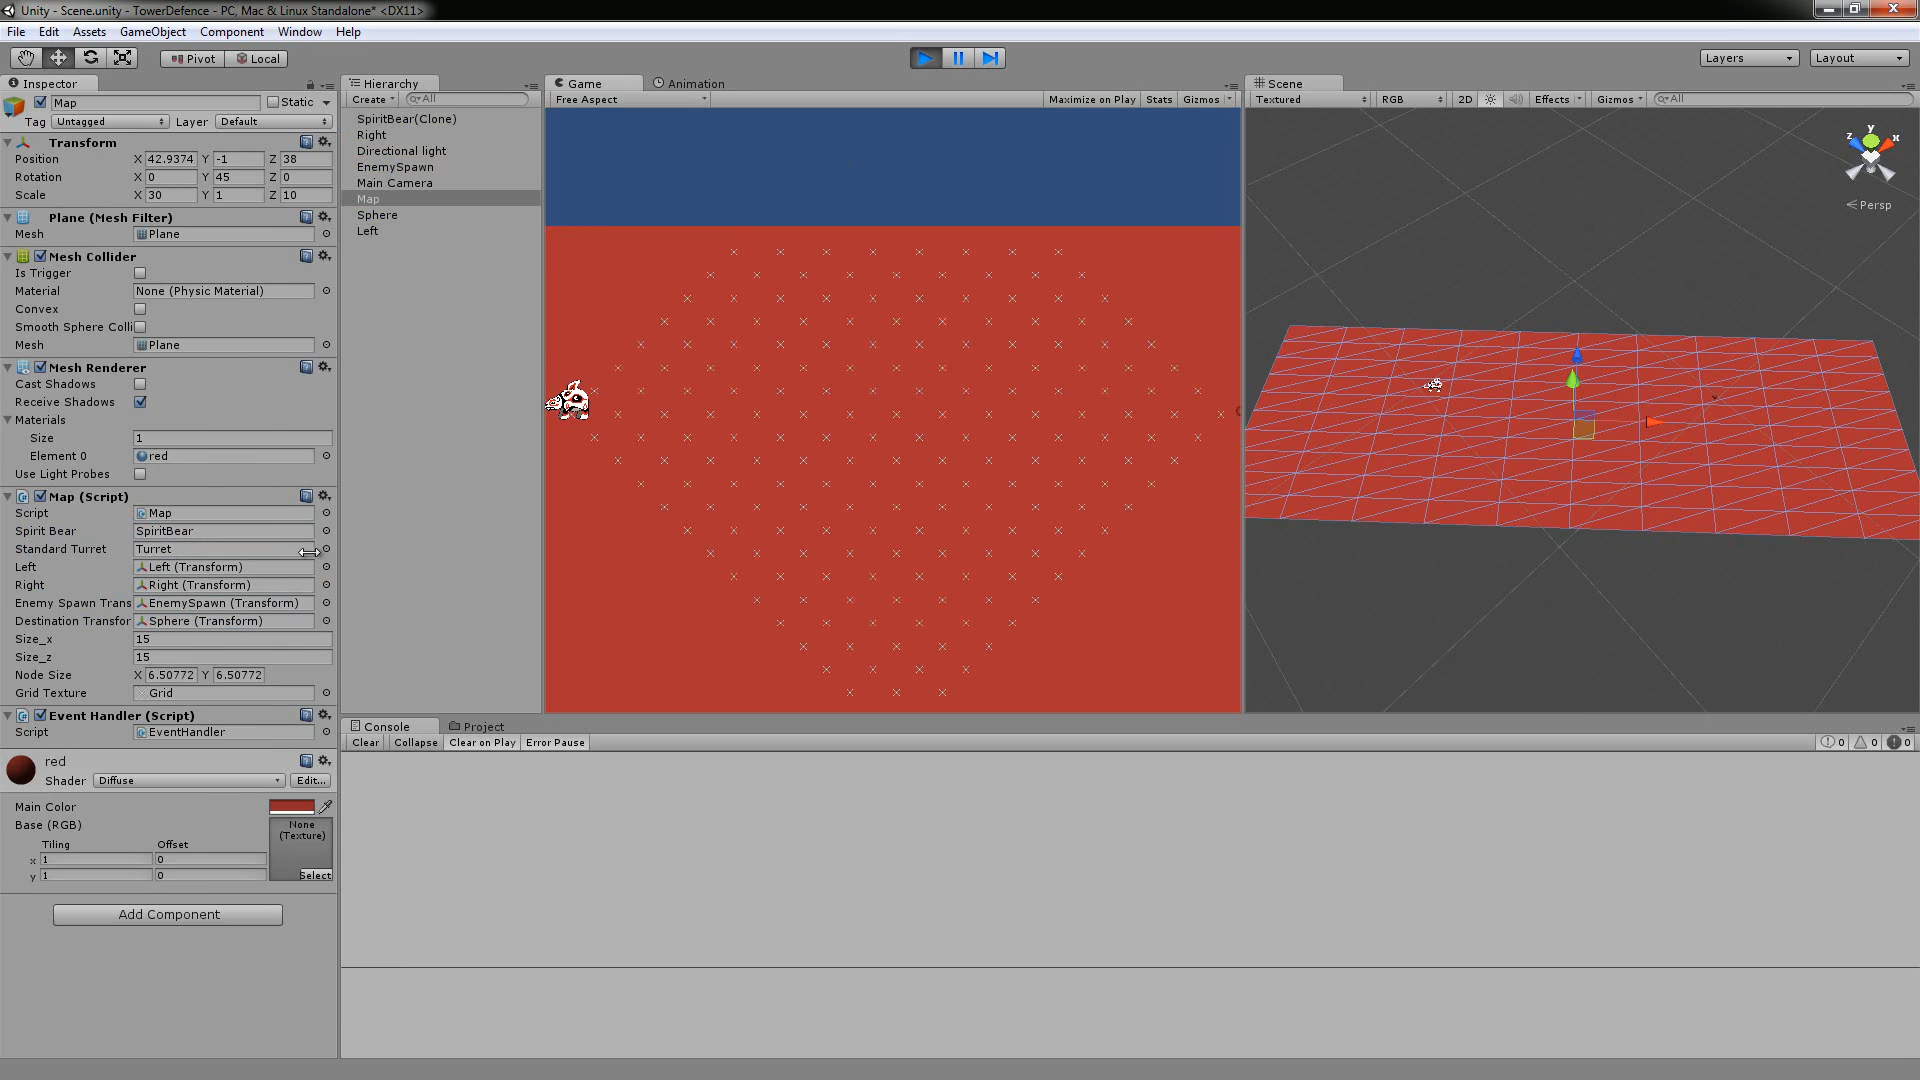 Unity - Scene.unity - TowerDefence - PC, Mac & Linux Standalone* <DX11>
File Edit Assets GameObject Component Window Help
Pivot Local Layers Layout
Inspector
Map Static
Tag Untagged Layer Default
Transform
Position X 42.9374 Y -1 Z 38
Rotation X 0 Y 45 Z 0
Scale X 30 Y 1 Z 10
Plane (Mesh Filter)
Mesh Plane
Mesh Collider
Is Trigger
Material None (Physic Material)
Convex
Smooth Sphere Colli
Mesh Plane
Mesh Renderer
Cast Shadows
Receive Shadows
Materials
Size 1
Element 0 red
Use Light Probes
Map (Script)
Script Map
Spirit Bear SpiritBear
Standard Turret Turret
Left Left (Transform)
Right Right (Transform)
Enemy Spawn Trans EnemySpawn (Transform)
Destination Transfor Sphere (Transform)
Size_x 15
Size_z 15
Node Size X 6.50772 Y 6.50772
Grid Texture Grid
Event Handler (Script)
Script EventHandler
red
Shader Diffuse Edit...
Main Color
Base (RGB)
None
(Texture)
Tiling Offset
x 1 0
y 1 0
Select
Add Component
Hierarchy
Create All
SpiritBear(Clone)
Right
Directional light
EnemySpawn
Main Camera
Map
Sphere
Left
Game Animation
Free Aspect Maximize on Play Stats Gizmos
Scene
Textured RGB 2D Effects Gizmos All
y
z x
Persp
Console Project
Clear Collapse Clear on Play Error Pause 0 0 0